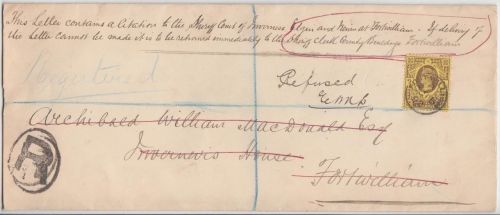 This Letter contains a Citation to the Sheriff Court of Inverness Elgin and Nairn at Fortwilliam. If delivery of
the Letter cannot be made it is to be returned immediately to the Sheriff Clerk County Buildings Fortwilliam
Registered
Refused
Archibald William MacDonald Esq
Invernevis House
Fortwilliam
R